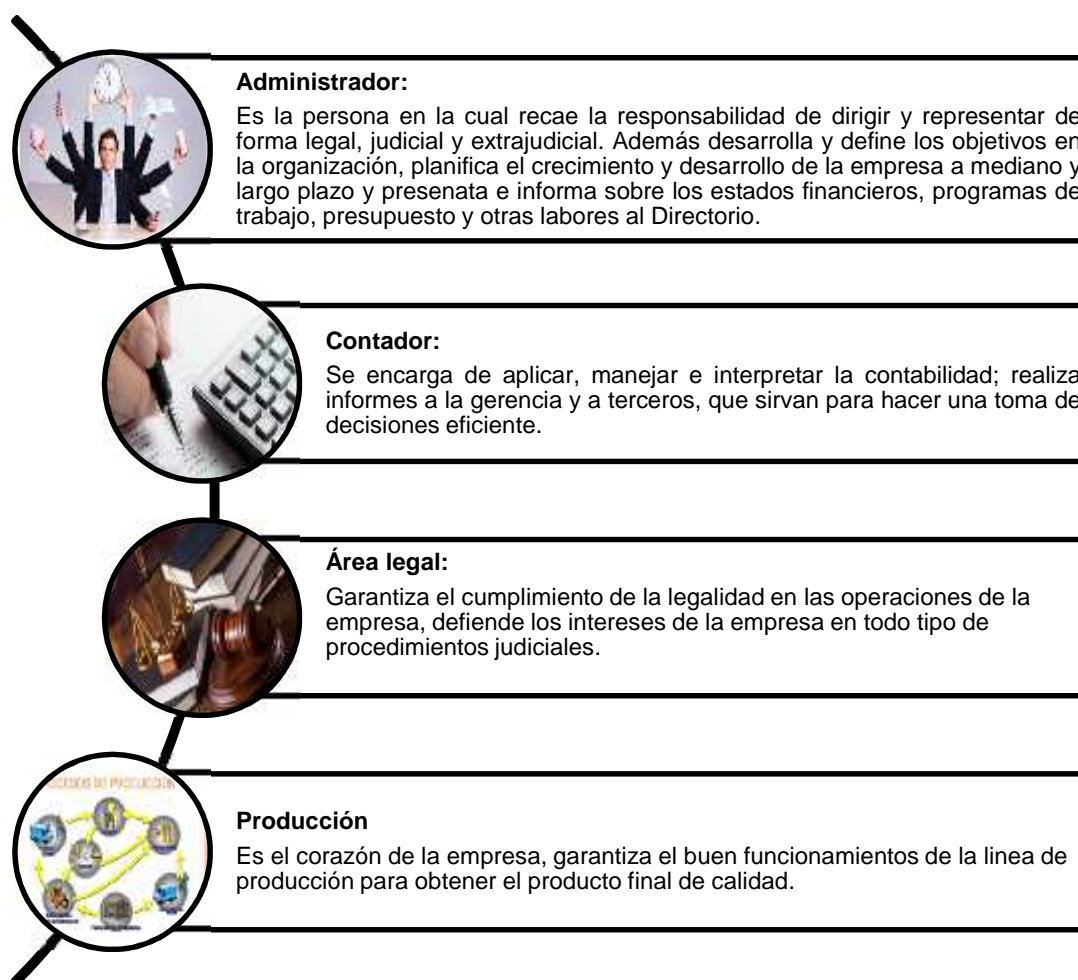 Administrador:
Es la persona en la cual recae la responsabilidad de dirigir y representar de
forma legal, judicial y extrajudicial. Además desarrolla y define los objetivos en
la organización, planifica el crecimiento y desarrollo de la empresa a mediano y
largo plazo y presenata e informa sobre los estados financieros, programas de
trabajo, presupuesto y otras labores al Directorio.
Contador:
Se encarga de aplicar, manejar e interpretar la contabilidad; realiza
informes a la gerencia y a terceros, que sirvan para hacer una toma de
decisiones eficiente.
Área legal:
Garantiza el cumplimiento de la legalidad en las operaciones de la
empresa, defiende los intereses de la empresa en todo tipo de
procedimientos judiciales.
DE PRODUCCIÓN
Producción
Es el corazón de la empresa, garantiza el buen funcionamientos de la linea de
producción para obtener el producto final de calidad.